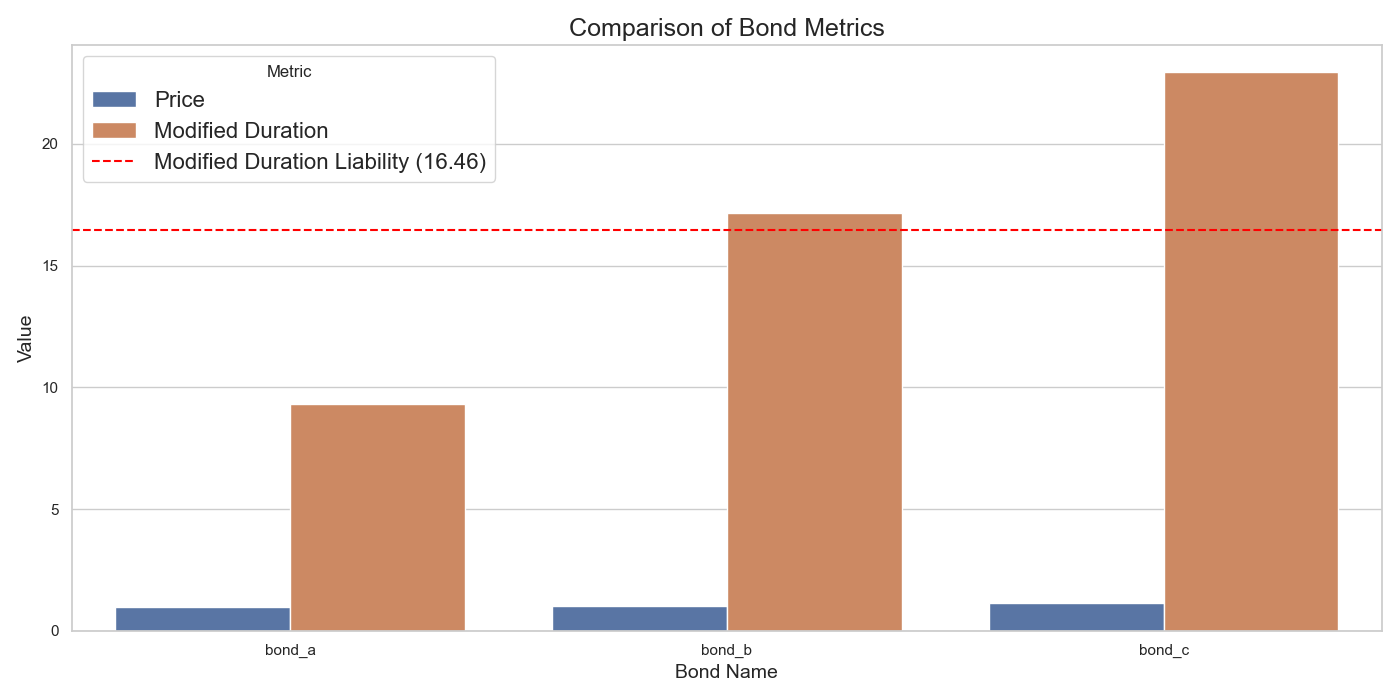 Comparison of Bond Metrics
Metric
Price
Modified Duration
Modified Duration Liability (16.46)
Value
20
15
10
5
0
bond_a
bond_b
bond_c
Bond Name